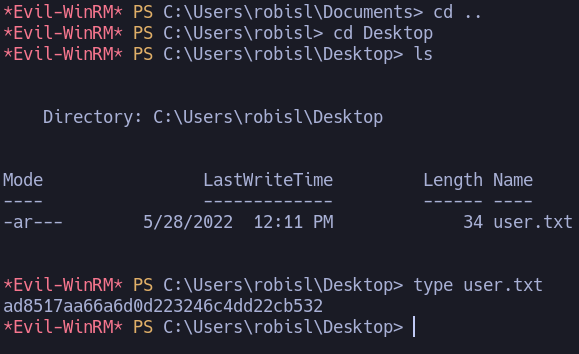 *Evil-WinRM* PS C:\Users\robisl\Documents> cd ..
*Evil-WinRM* PS C:\Users\robisl> cd Desktop
*Evil-WinRM* PS C:\Users\robisl\Desktop> ls
Directory: C:\Users\robisl\Desktop
Mode LastWriteTime Length Name
---- ------------- ------ ----
-ar--- 5/28/2022 12:11 PM 34 user.txt
*Evil-WinRM* PS C:\Users\robisl\Desktop> type user.txt
ad8517aa66a6d0d223246c4dd22cb532
*Evil-WinRM* PS C:\Users\robisl\Desktop>